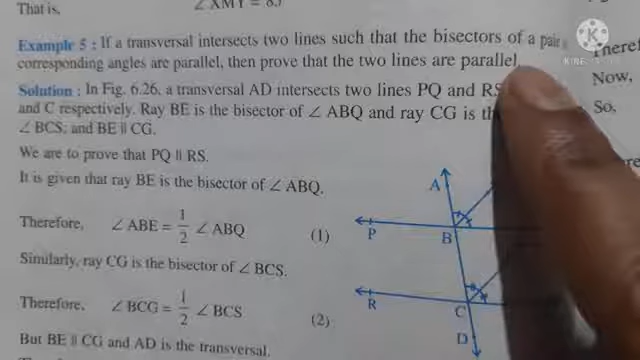 That is, ∠ XMY =
Example 5 : If a transversal intersects two lines such that the bisectors of a pair
corresponding angles are parallel, then prove that the two lines are parallel.
Solution : In Fig. 6.26, a transversal AD intersects two lines PQ and RS
and C respectively. Ray BE is the bisector of ∠ ABQ and ray CG is
∠ BCS; and BE || CG.
We are to prove that PQ || RS.
It is given that ray BE is the bisector of ∠ ABQ.
Therefore, ∠ ABE = 1/2 ∠ ABQ (1)
Similarly, ray CG is the bisector of ∠ BCS.
Therefore, ∠ BCG = 1/2 ∠ BCS (2)
But BE || CG and AD is the transversal.
Now,
So,
A
P
B
R
C
D
K
KINEMASTER